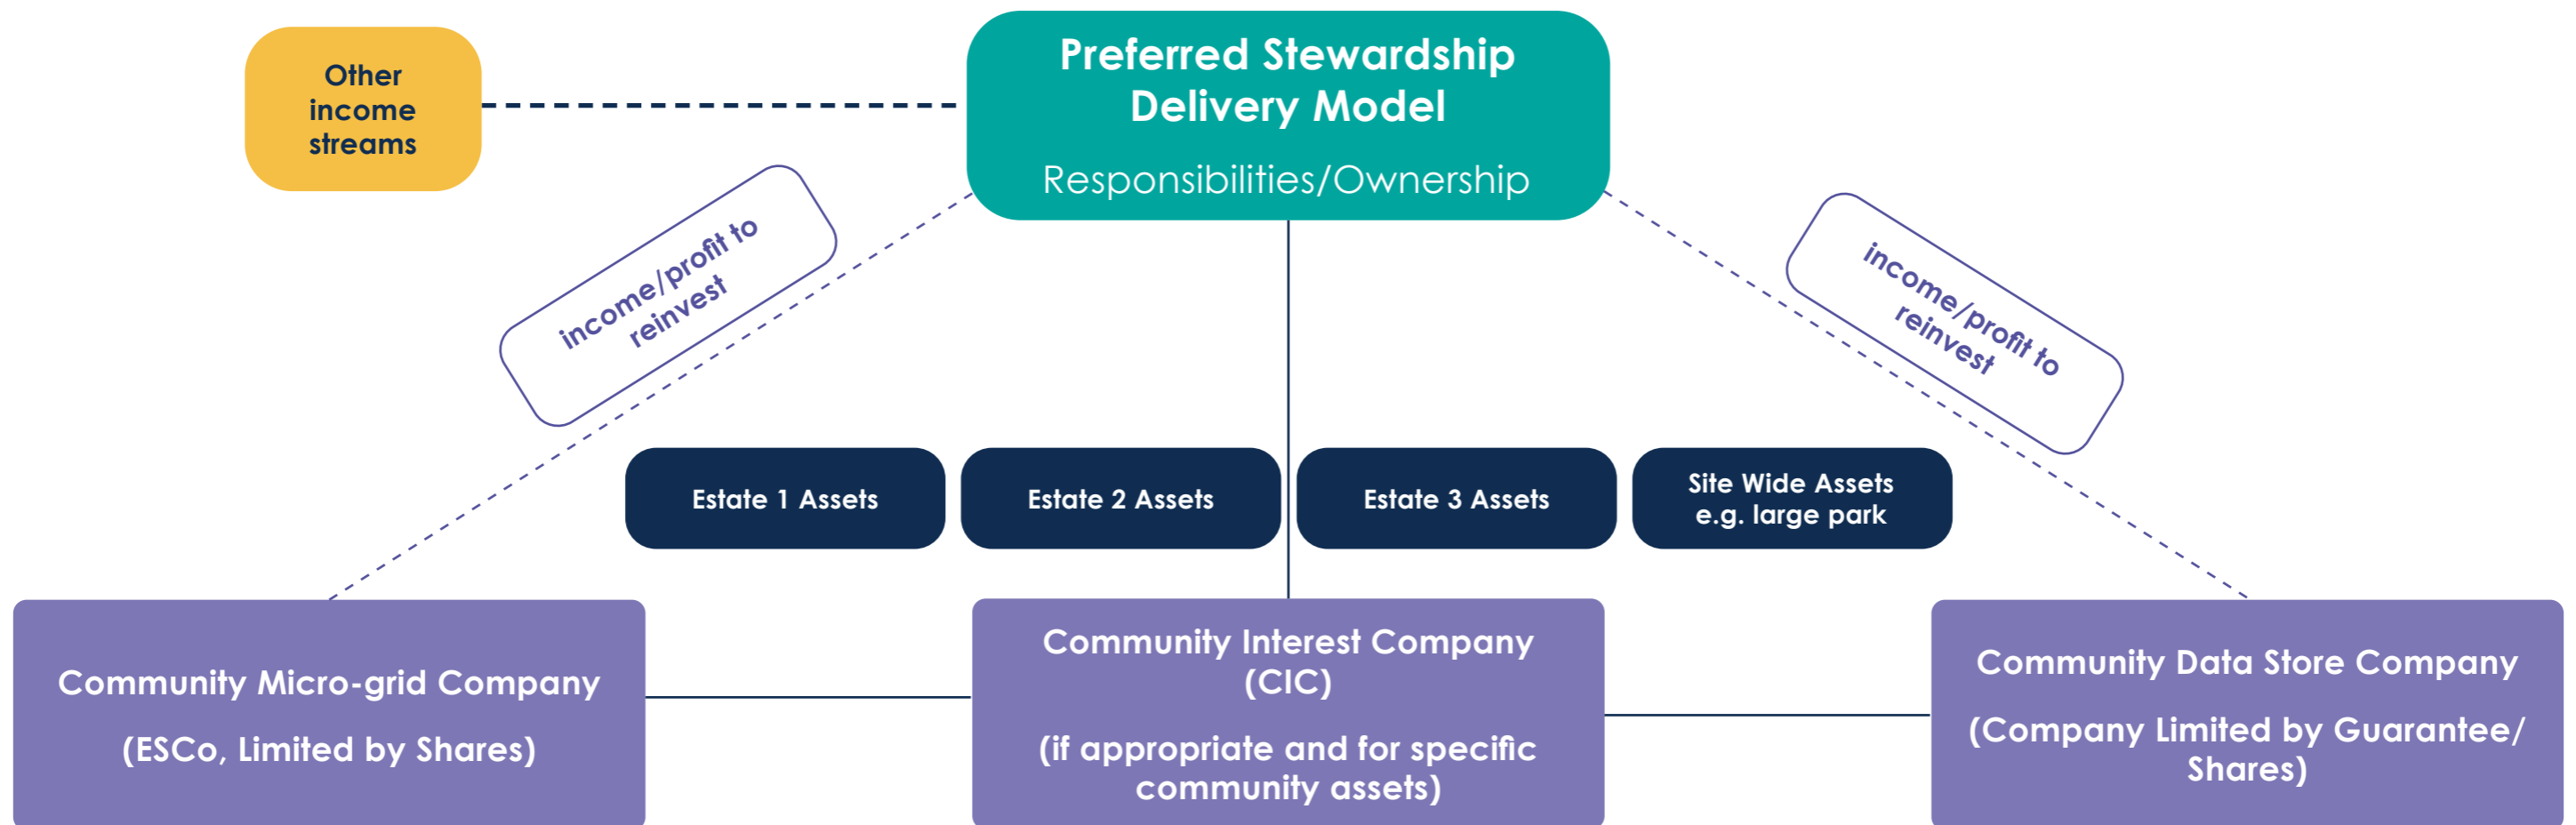 Other
income
streams
Preferred Stewardship
Delivery Model
Responsibilities/Ownership
income/profit to
reinvest
income/profit to
reinvest
Estate 1 Assets
Estate 2 Assets
Estate 3 Assets
Site Wide Assets
e.g. large park
Community Micro-grid Company
(ESCo, Limited by Shares)
Community Interest Company
(CIC)
(if appropriate and for specific
community assets)
Community Data Store Company
(Company Limited by Guarantee/
Shares)